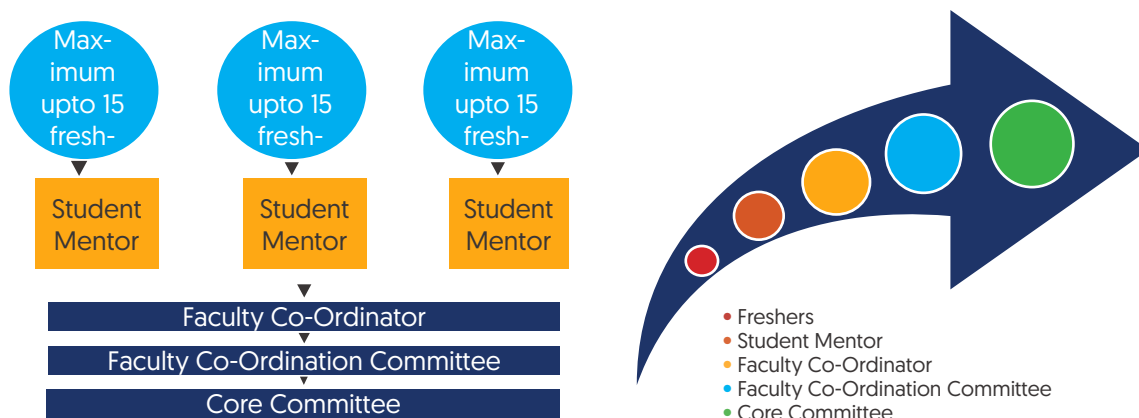 Max-
imum
upto 15
fresh-
Max-
imum
upto 15
fresh-
Max-
imum
upto 15
fresh-
Student
Mentor
Student
Mentor
Student
Mentor
Faculty Co-Ordinator
Faculty Co-Ordination Committee
Core Committee
• Freshers
• Student Mentor
• Faculty Co-Ordinator
• Faculty Co-Ordination Committee
• Core Committee